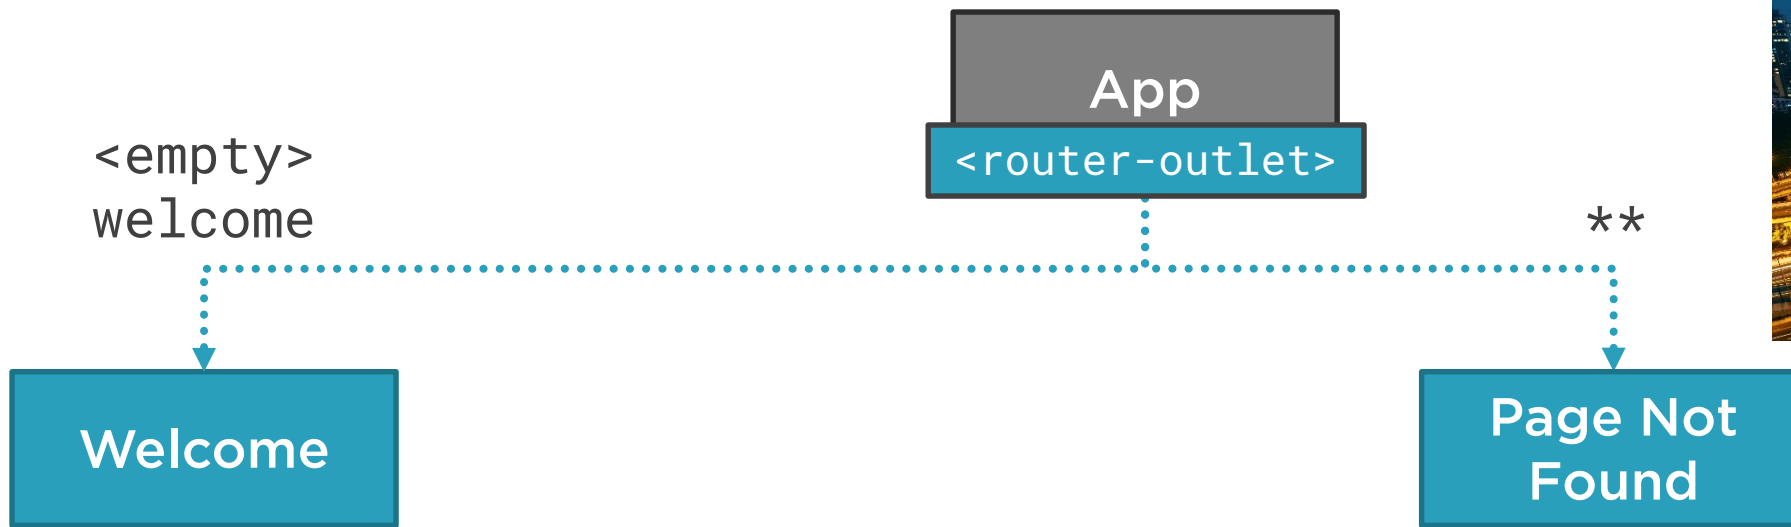 App
<router-outlet>
<empty>
welcome
**
Welcome
Page Not
Found